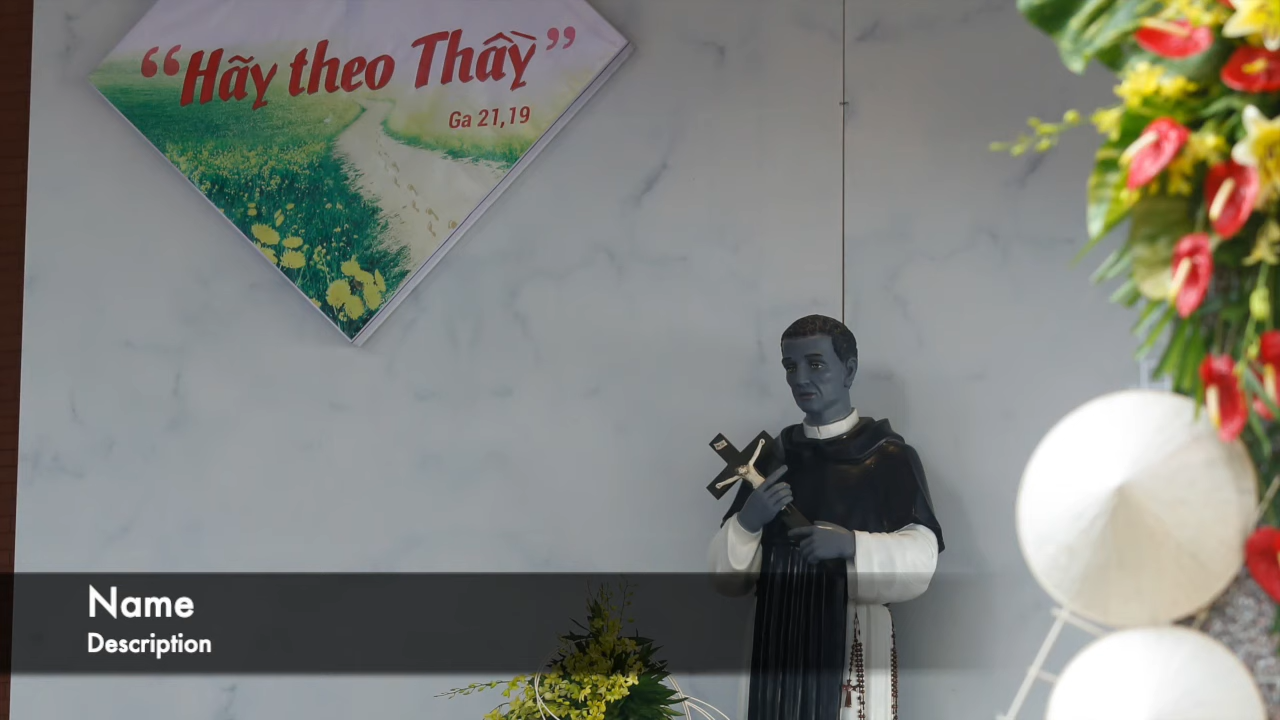 “Hãy theo Thầy”
Ga 21,19
Name
Description